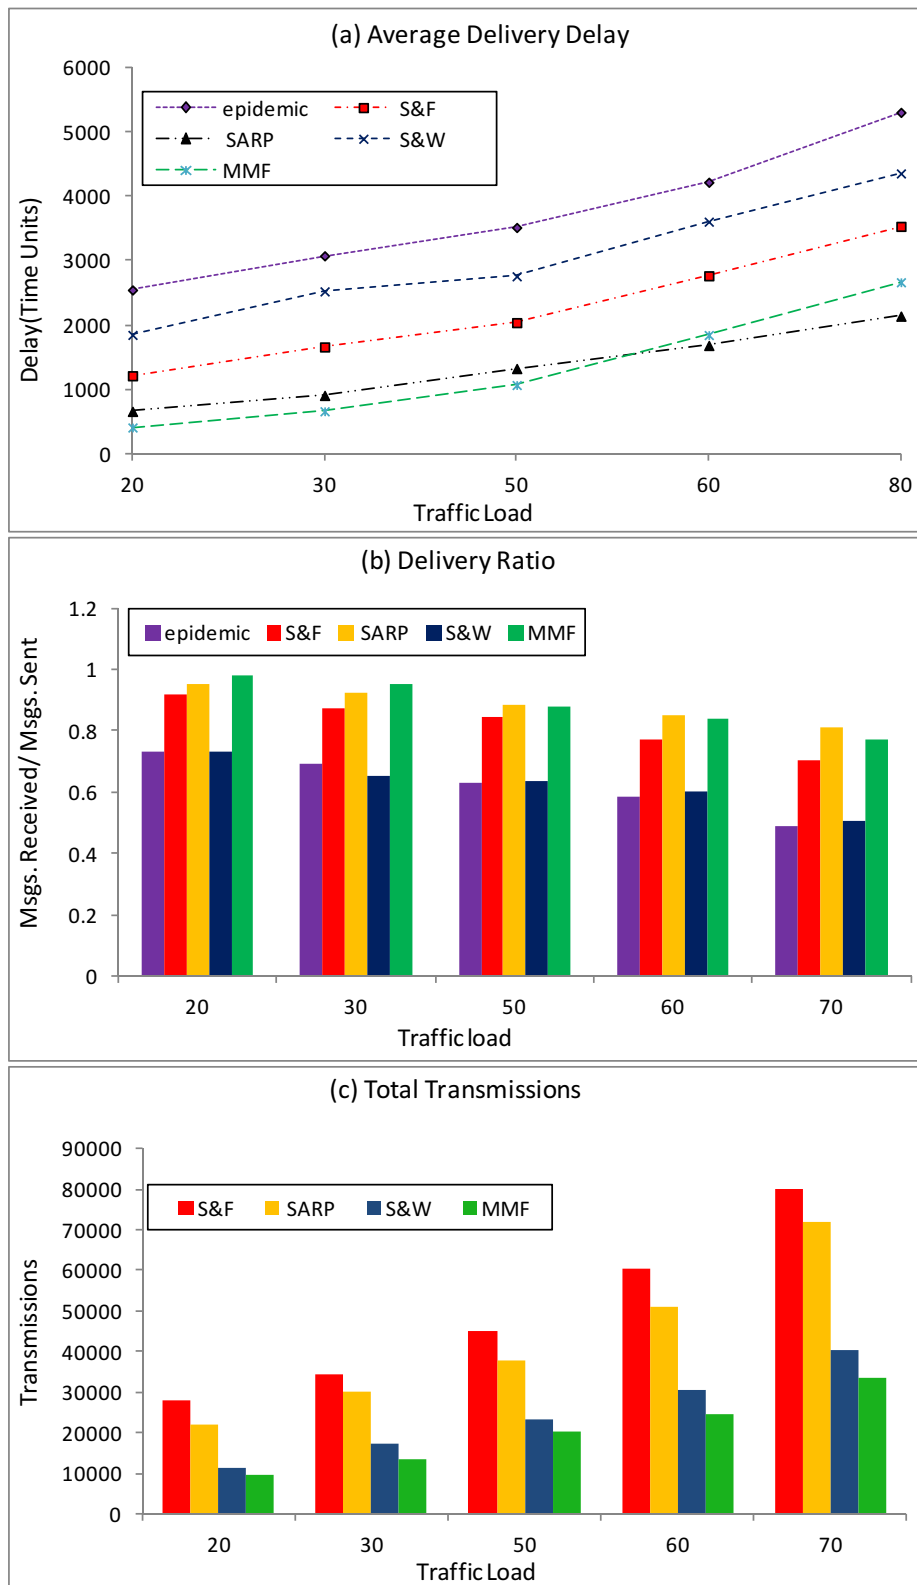 (a) Average Delivery Delay
6000
5000
4000
3000
2000
1000
0
Delay(Time Units)
epidemic S&F
SARP S&W
MMF
20 30 50 60 80
Traffic Load
(b) Delivery Ratio
1.2
1
0.8
0.6
0.4
0.2
0
Msgs. Received/ Msgs. Sent
epidemic S&F SARP S&W MMF
20 30 50 60 70
Traffic load
(c) Total Transmissions
90000
80000
70000
60000
50000
40000
30000
20000
10000
0
Transmissions
S&F SARP S&W MMF
20 30 50 60 70
Traffic Load